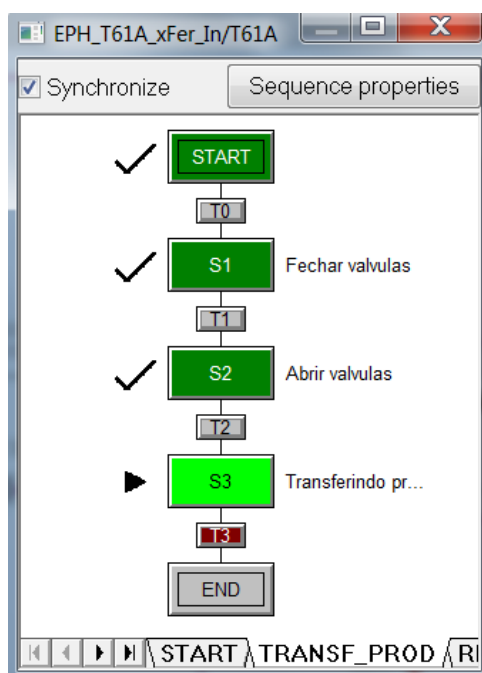 EPH_T61A_xFer_In/T61A
Synchronize
Sequence properties
START
T0
S1 Fechar valvulas
T1
S2 Abrir valvulas
T2
S3 Transferindo pr...
T3
END
START TRANSF_PROD